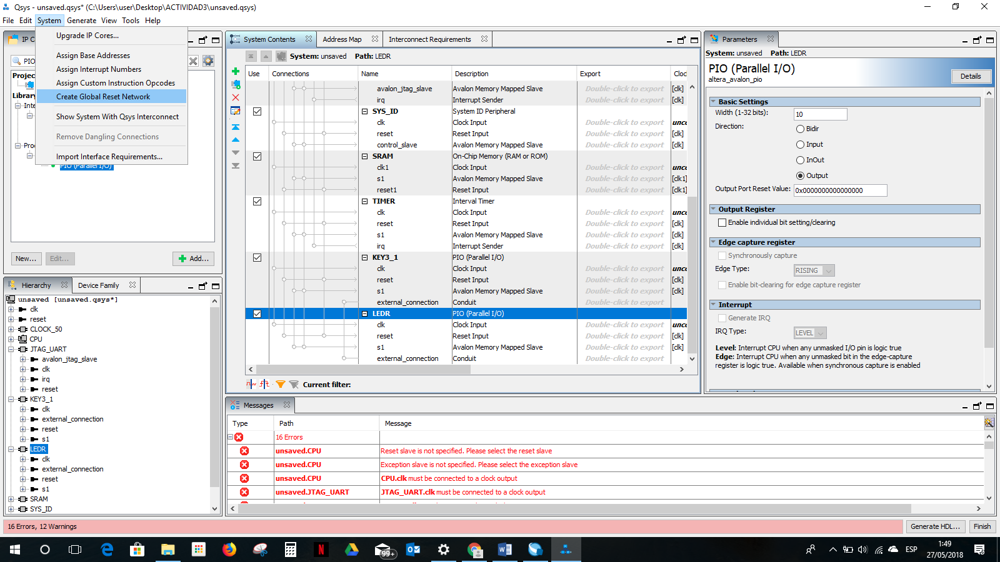 Qsys - unsaved.qsys* (C:\Users\user\Desktop\ACTIVIDAD3\unsaved.qsys)
File Edit System Generate View Tools Help
Upgrade IP Cores...
Assign Base Addresses
Assign Interrupt Numbers
Assign Custom Instruction Opcodes
Create Global Reset Network
Show System With Qsys Interconnect
Remove Dangling Connections
Import Interface Requirements...
IP C
PIO
Projec
Library
Inte
Proc
PIO (Parallel I/O)
New... Edit... Add...
Hierarchy Device Family
unsaved [unsaved.qsys*]
clk
reset
CLOCK_50
CPU
JTAG_UART
avalon_jtag_slave
clk
irq
reset
KEY3_1
clk
external_connection
reset
s1
LEDR
clk
external_connection
reset
s1
SRAM
SYS_ID
System Contents Address Map Interconnect Requirements
System: unsaved Path: LEDR
Use Connections Name Description Export Cloc
avalon_jtag_slave Avalon Memory Mapped Slave Double-click to export [clk]
irq Interrupt Sender Double-click to export [clk]
SYS_ID System ID Peripheral
clk Clock Input Double-click to export unco
reset Reset Input Double-click to export [clk]
control_slave Avalon Memory Mapped Slave Double-click to export [clk]
SRAM On-Chip Memory (RAM or ROM)
clk1 Clock Input Double-click to export unco
s1 Avalon Memory Mapped Slave Double-click to export [clk1]
reset1 Reset Input Double-click to export [clk1]
TIMER Interval Timer
clk Clock Input Double-click to export unco
reset Reset Input Double-click to export [clk]
s1 Avalon Memory Mapped Slave Double-click to export [clk]
irq Interrupt Sender Double-click to export [clk]
KEY3_1 PIO (Parallel I/O)
clk Clock Input Double-click to export unco
reset Reset Input Double-click to export [clk]
s1 Avalon Memory Mapped Slave Double-click to export [clk]
external_connection Conduit Double-click to export
LEDR PIO (Parallel I/O)
clk Clock Input Double-click to export unco
reset Reset Input Double-click to export [clk]
s1 Avalon Memory Mapped Slave Double-click to export [clk]
external_connection Conduit Double-click to export
Current filter:
Parameters
System: unsaved Path: LEDR
PIO (Parallel I/O)
altera_avalon_pio
Details
Basic Settings
Width (1-32 bits): 10
Direction: Bidir
Input
InOut
Output
Output Port Reset Value: 0x0000000000000000
Output Register
Enable individual bit setting/clearing
Edge capture register
Synchronously capture
Edge Type: RISING
Enable bit-clearing for edge capture register
Interrupt
Generate IRQ
IRQ Type: LEVEL
Level: Interrupt CPU when any unmasked I/O pin is logic true
Edge: Interrupt CPU when any unmasked bit in the edge-capture
register is logic true. Available when synchronous capture is enabled
Messages
Type Path Message
16 Errors
unsaved.CPU Reset slave is not specified. Please select the reset slave
unsaved.CPU Exception slave is not specified. Please select the exception slave
unsaved.CPU CPU.clk must be connected to a clock output
unsaved.JTAG_UART JTAG_UART.clk must be connected to a clock output
16 Errors, 12 Warnings
Generate HDL... Finish
99+
ESP
1:49
27/05/2018